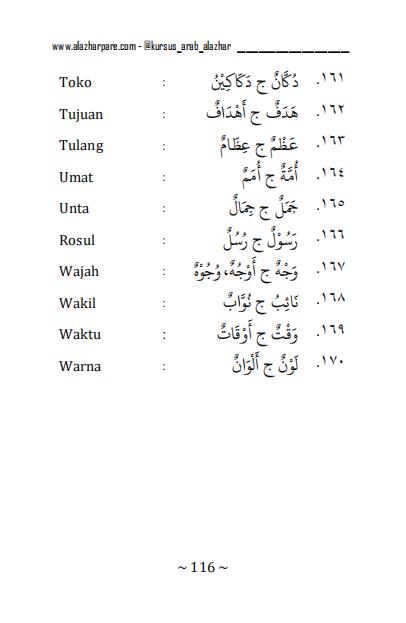 www.alazharpare.com - @kursus_arab_alazhar
Toko : دُكَّانٌ ج دَكَاكِيْنُ .١٦١
Tujuan : هَدَفٌ ج أَهْدَافٌ .١٦٢
Tulang : عَظْمٌ ج عِظَامٌ .١٦٣
Umat : أُمَّةٌ ج أُمَمٌ .١٦٤
Unta : جَمَلٌ ج جِمَالٌ .١٦٥
Rosul : رَسُوْلٌ ج رُسُلٌ .١٦٦
Wajah : وَجْهٌ ج أَوْجُهٌ، وُجُوْهٌ .١٦٧
Wakil : نَائِبُ ج نُوَّابٌ .١٦٨
Waktu : وَقْتٌ ج أَوْقَاتٌ .١٦٩
Warna : لَوْنٌ ج أَلْوَانٌ .١٧٠
~ 116 ~